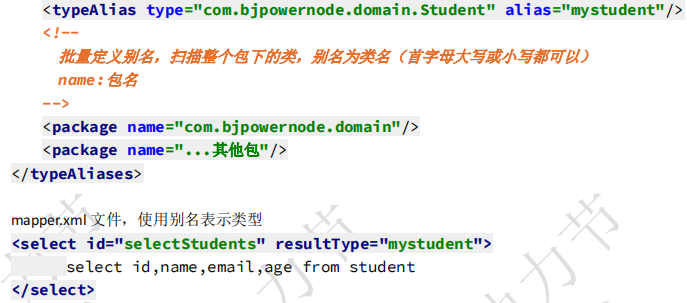 <typeAlias type="com.bjpowernode.domain.Student" alias="mystudent"/>
<!--
批量定义别名，扫描整个包下的类，别名为类名（首字母大写或小写都可以）
name:包名
-->
<package name="com.bjpowernode.domain"/>
<package name="...其他包"/>
</typeAliases>
mapper.xml 文件，使用别名表示类型
<select id="selectStudents" resultType="mystudent">
select id,name,email,age from student
</select>